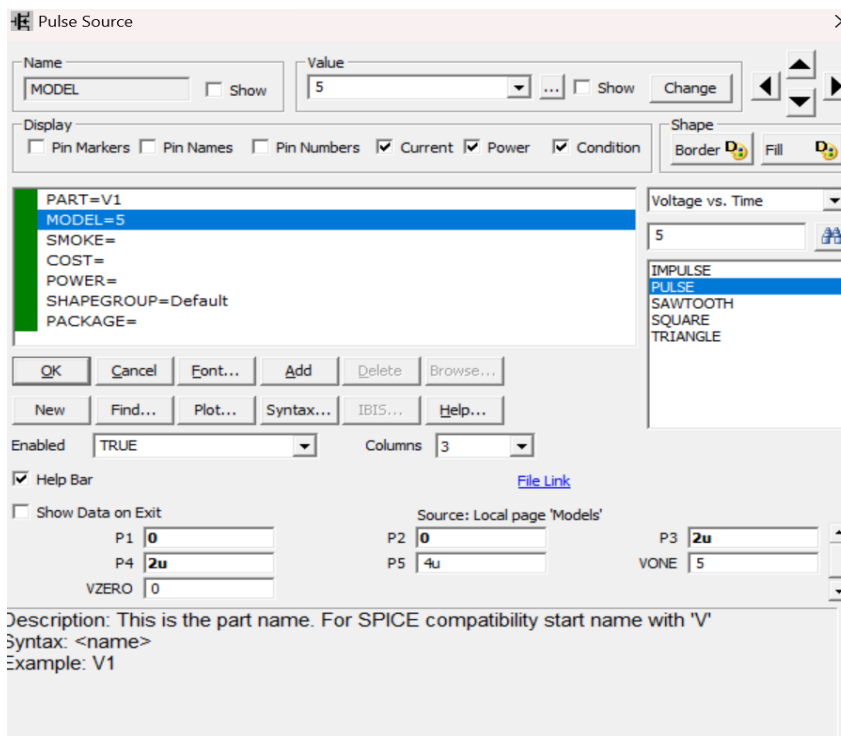 Pulse Source
Name
MODEL
Show
Value
5
...
Show
Change
Display
Pin Markers
Pin Names
Pin Numbers
Current
Power
Condition
Shape
Border
Fill
PART=V1
MODEL=5
SMOKE=
COST=
POWER=
SHAPEGROUP=Default
PACKAGE=
Voltage vs. Time
5
IMPULSE
PULSE
SAWTOOTH
SQUARE
TRIANGLE
OK
Cancel
Font...
Add
Delete
Browse...
New
Find...
Plot...
Syntax...
IBIS...
Help...
Enabled
TRUE
Columns
3
Help Bar
File Link
Show Data on Exit
Source: Local page 'Models'
P1 0
P2 0
P3 2u
P4 2u
P5 4u
VONE 5
VZERO 0
Description: This is the part name. For SPICE compatibility start name with 'V'
Syntax: <name>
Example: V1